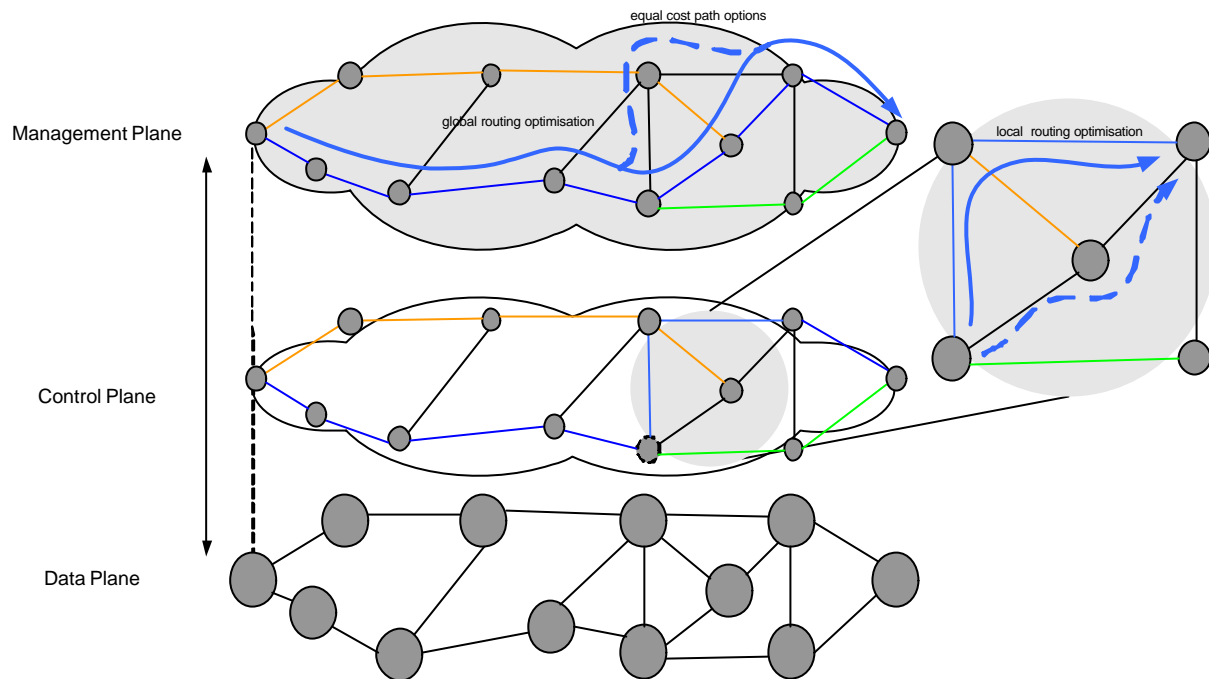 equal cost path options
Management Plane
global routing optimisation
local routing optimisation
Control Plane
Data Plane